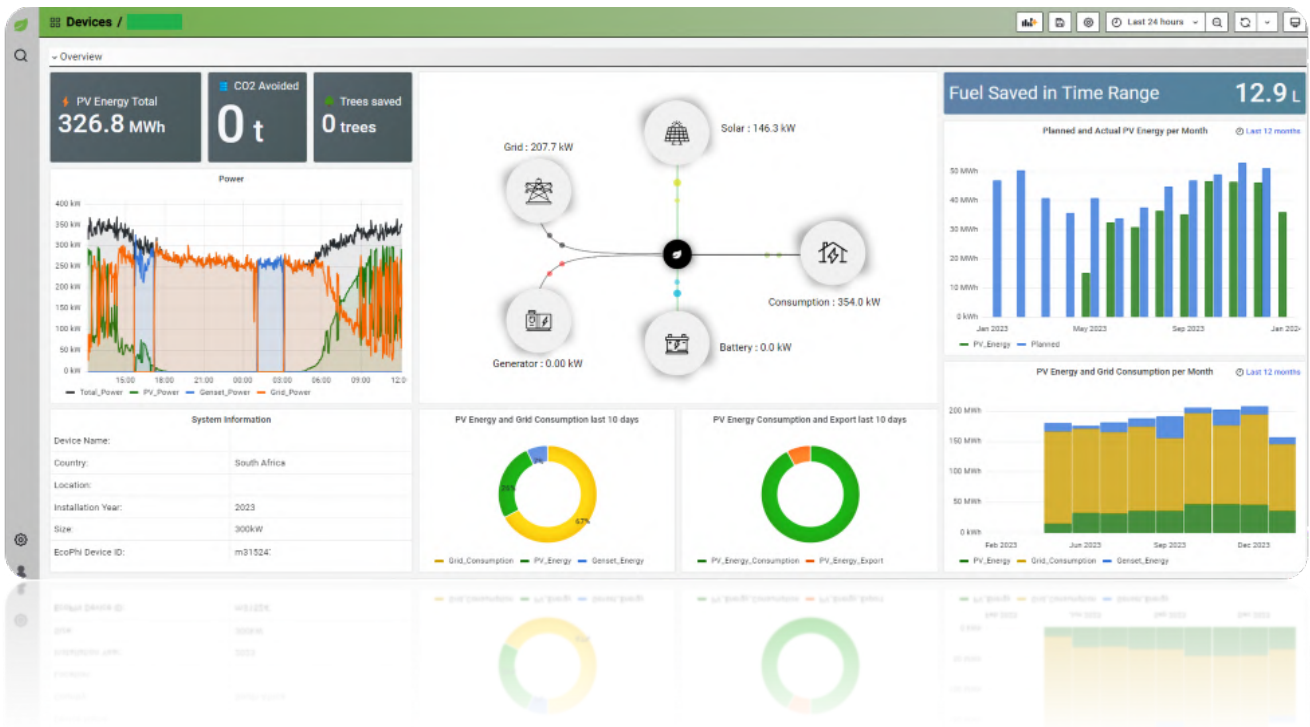 Devices /
Last 24 hours
Overview
PV Energy Total
326.8 MWh
CO2 Avoided
0 t
Trees saved
0 trees
Power
400 kW
350 kW
300 kW
250 kW
200 kW
150 kW
100 kW
50 kW
0 kW
15:00 18:00 21:00 00:00 03:00 06:00 09:00 12:0
Total_Power PV_Power Genset_Power Grid_Power
System Information
Device Name:
Country: South Africa
Location:
Installation Year: 2023
Size: 300kW
EcoPhi Device ID: m31524
Solar : 146.3 kW
Grid : 207.7 kW
Consumption : 354.0 kW
Generator : 0.00 kW
Battery : 0.0 kW
PV Energy and Grid Consumption last 10 days
7%
67%
Grid_Consumption PV_Energy Genset_Energy
PV Energy Consumption and Export last 10 days
PV_Energy_Consumption PV_Energy_Export
Fuel Saved in Time Range 12.9 L
Planned and Actual PV Energy per Month Last 12 months
50 MWh
40 MWh
30 MWh
20 MWh
10 MWh
0 kWh
Jan 2023 May 2023 Sep 2023 Jan 202
PV_Energy Planned
PV Energy and Grid Consumption per Month Last 12 months
200 MWh
150 MWh
100 MWh
50 MWh
0 kWh
Feb 2023 Jun 2023 Sep 2023 Dec 2023
PV_Energy Grid_Consumption Genset_Energy